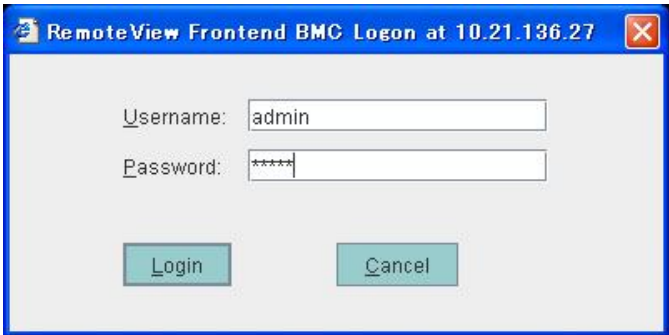 RemoteView Frontend BMC Logon at 10.21.136.27
Username: admin
Password: *****
Login Cancel